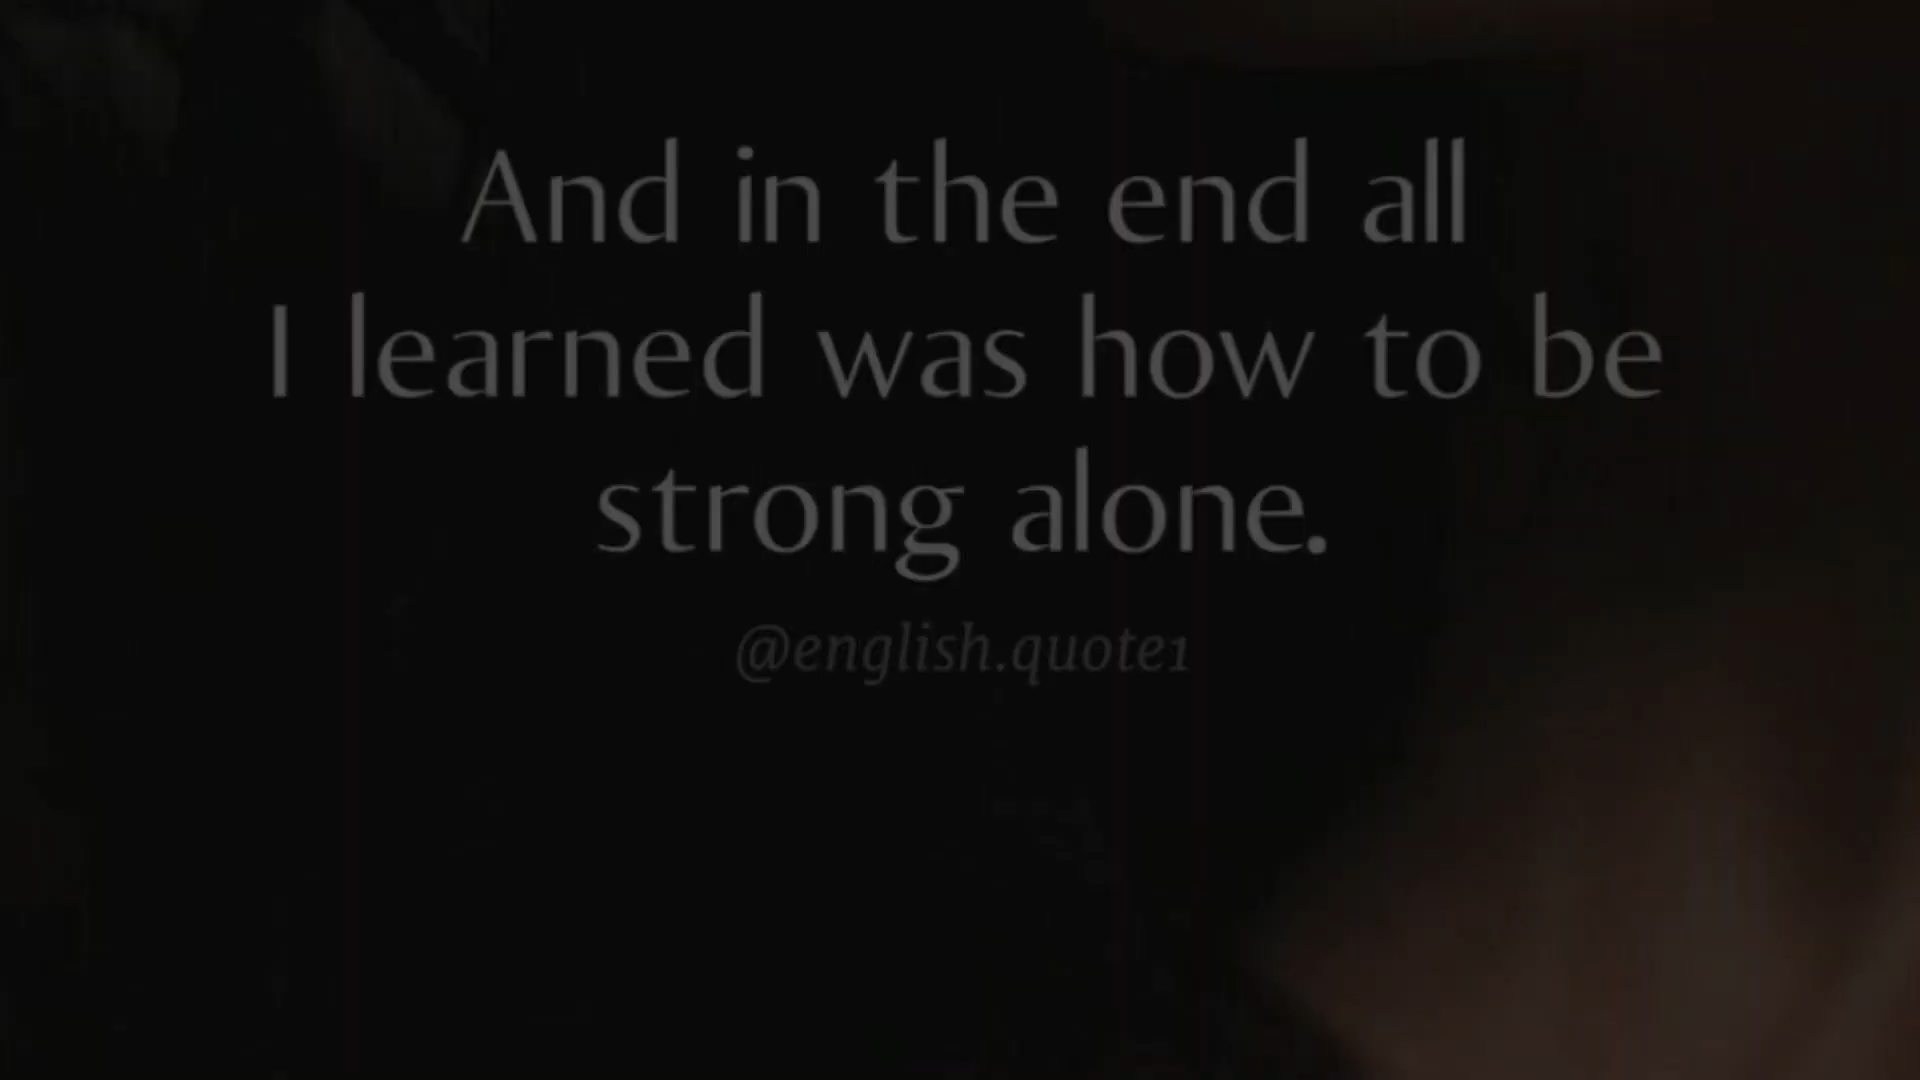 And in the end all
I learned was how to be
strong alone.
@english.quote1